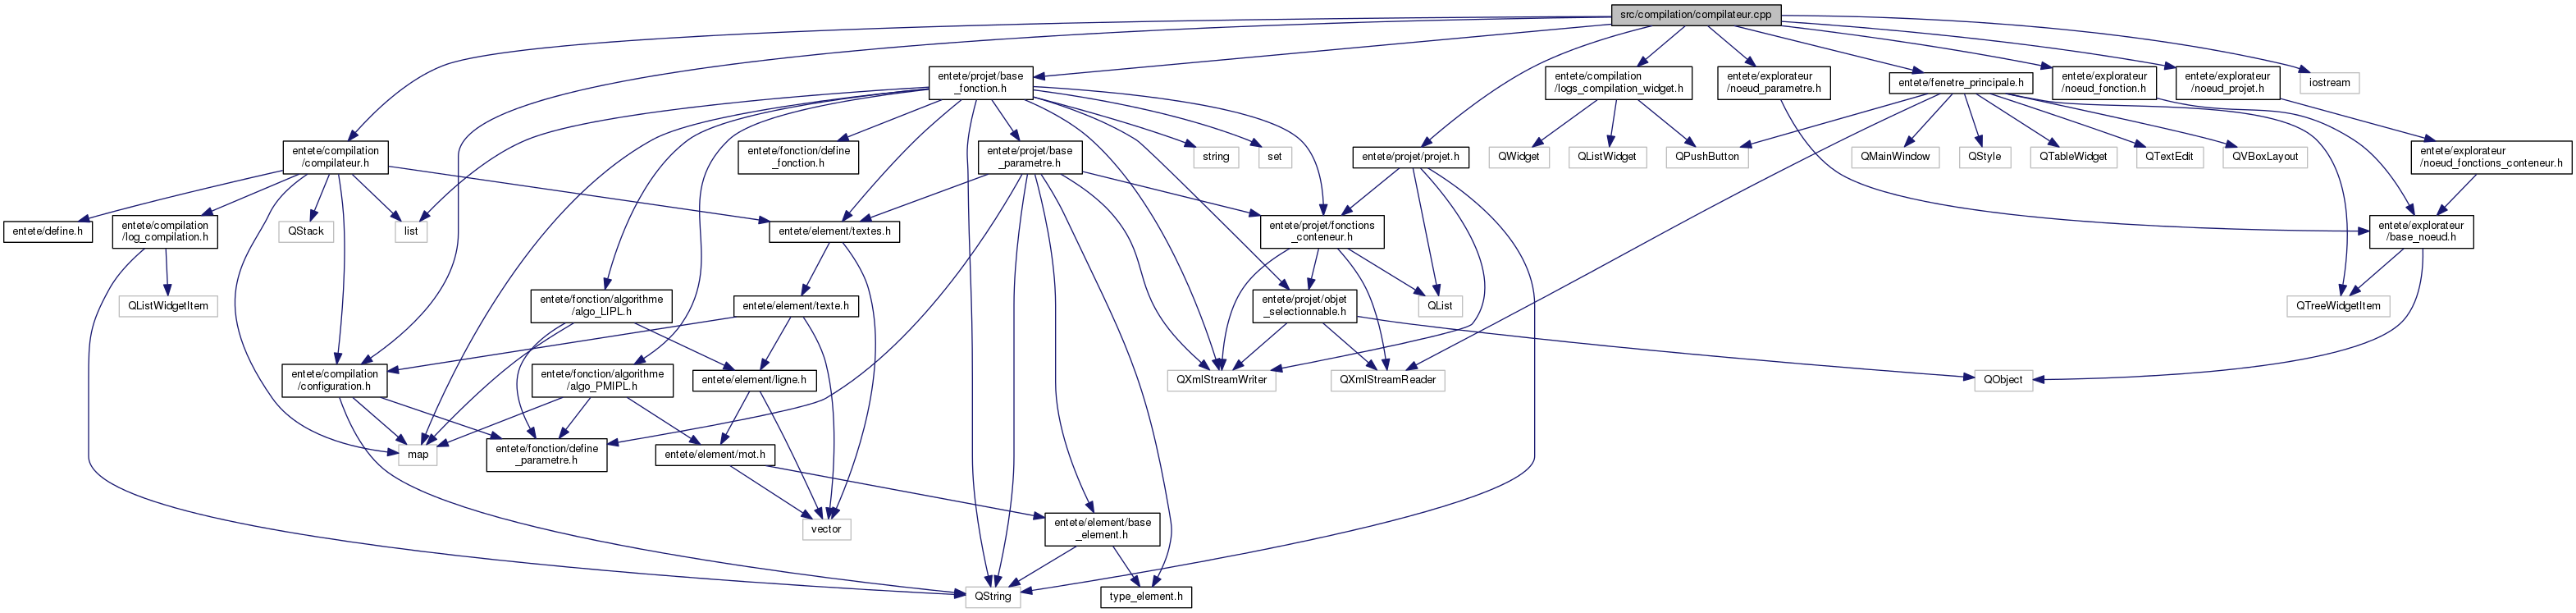 src/compilation/compilateur.cpp
entete/projet/base
_fonction.h
entete/compilation
/logs_compilation_widget.h
entete/explorateur
/noeud_parametre.h
entete/fenetre_principale.h
entete/explorateur
/noeud_fonction.h
entete/explorateur
/noeud_projet.h
iostream
entete/compilation
/compilateur.h
entete/fonction/define
_fonction.h
entete/projet/base
_parametre.h
string
set
entete/projet/projet.h
QWidget
QListWidget
QPushButton
QMainWindow
QStyle
QTableWidget
QTextEdit
QVBoxLayout
entete/explorateur
/noeud_fonctions_conteneur.h
entete/define.h
entete/compilation
/log_compilation.h
QStack
list
entete/element/textes.h
entete/projet/fonctions
_conteneur.h
entete/explorateur
/base_noeud.h
QListWidgetItem
entete/fonction/algorithme
/algo_LIPL.h
entete/element/texte.h
entete/projet/objet
_selectionnable.h
QList
QTreeWidgetItem
entete/compilation
/configuration.h
entete/fonction/algorithme
/algo_PMIPL.h
entete/element/ligne.h
QXmlStreamWriter
QXmlStreamReader
QObject
map
entete/fonction/define
_parametre.h
entete/element/mot.h
vector
entete/element/base
_element.h
QString
type_element.h